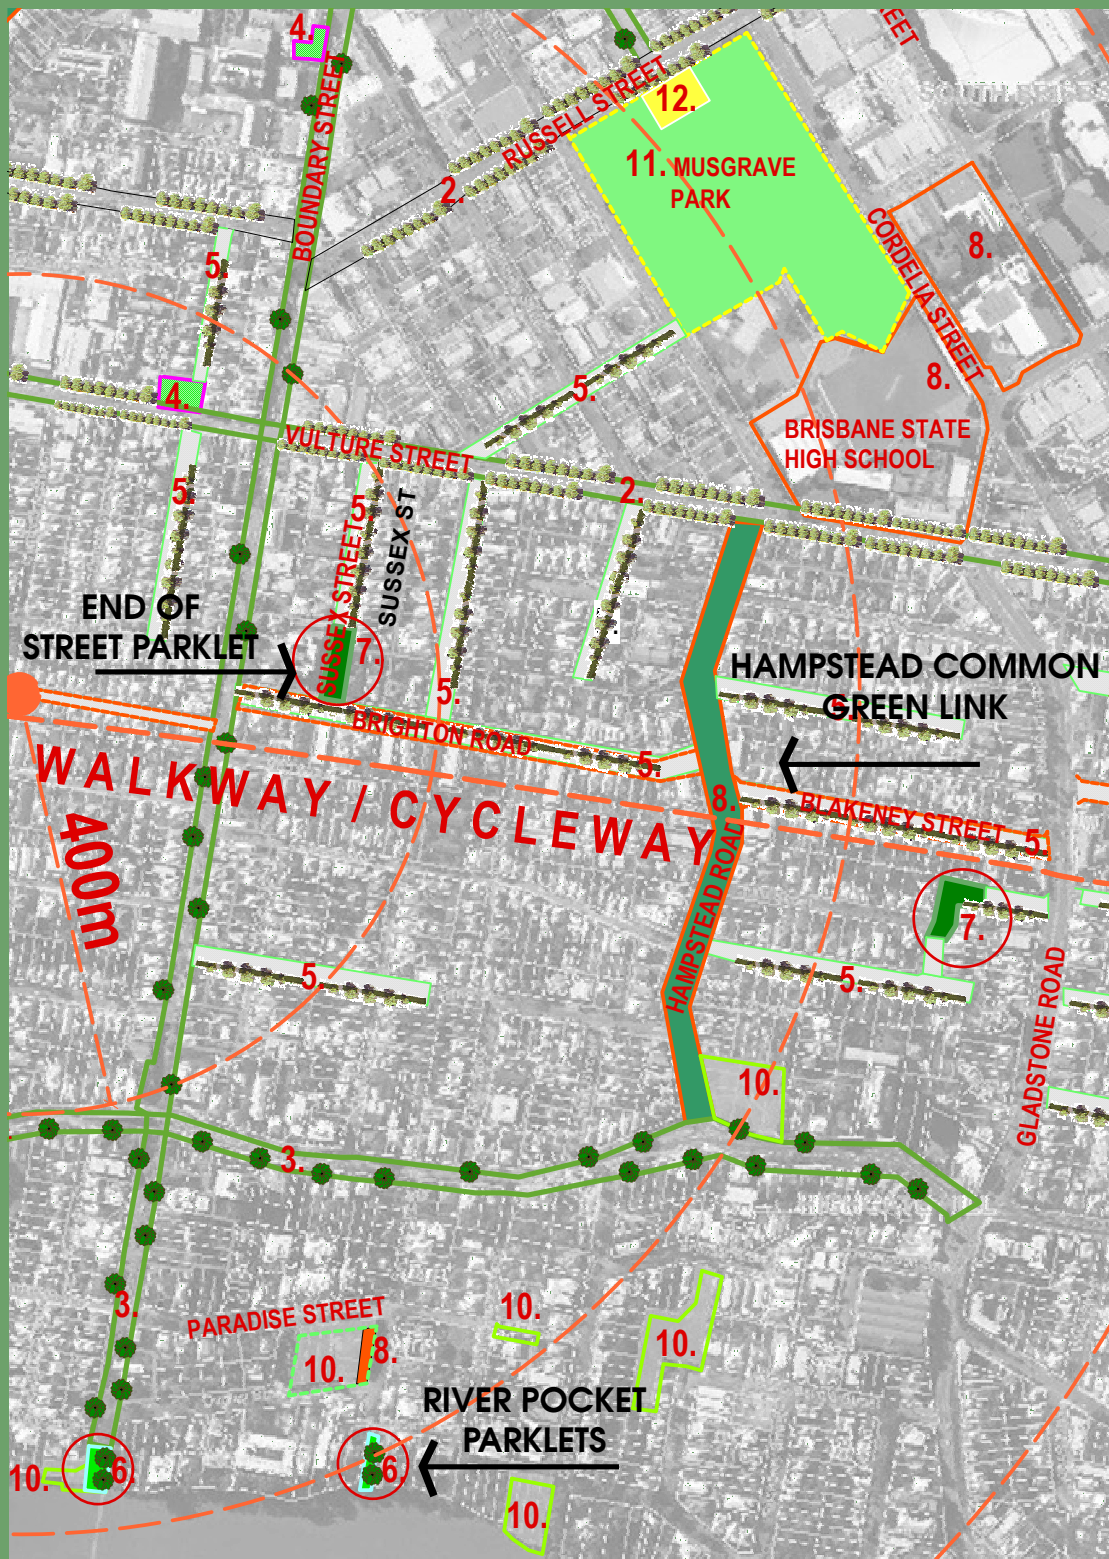 4.
BOUNDARY STREET
RUSSELL STREET
2.
12.
11. MUSGRAVE
PARK
CORDELIA STREET
8.
5.
4.
5.
8.
BRISBANE STATE
HIGH SCHOOL
VULTURE STREET
2.
5.
5.
SUSSEX STREET
SUSSEX ST
END OF
STREET PARKLET
7.
5.
BRIGHTON ROAD
5.
HAMPSTEAD COMMON
GREEN LINK
5.
WALKWAY / CYCLEWAY
400m
8.
HAMPSTEAD ROAD
BLAKENEY STREET
5.
7.
5.
5.
GLADSTONE ROAD
10.
3.
3.
PARADISE STREET
10.
8.
10.
10.
RIVER POCKET
PARKLETS
10.
6.
6.
10.